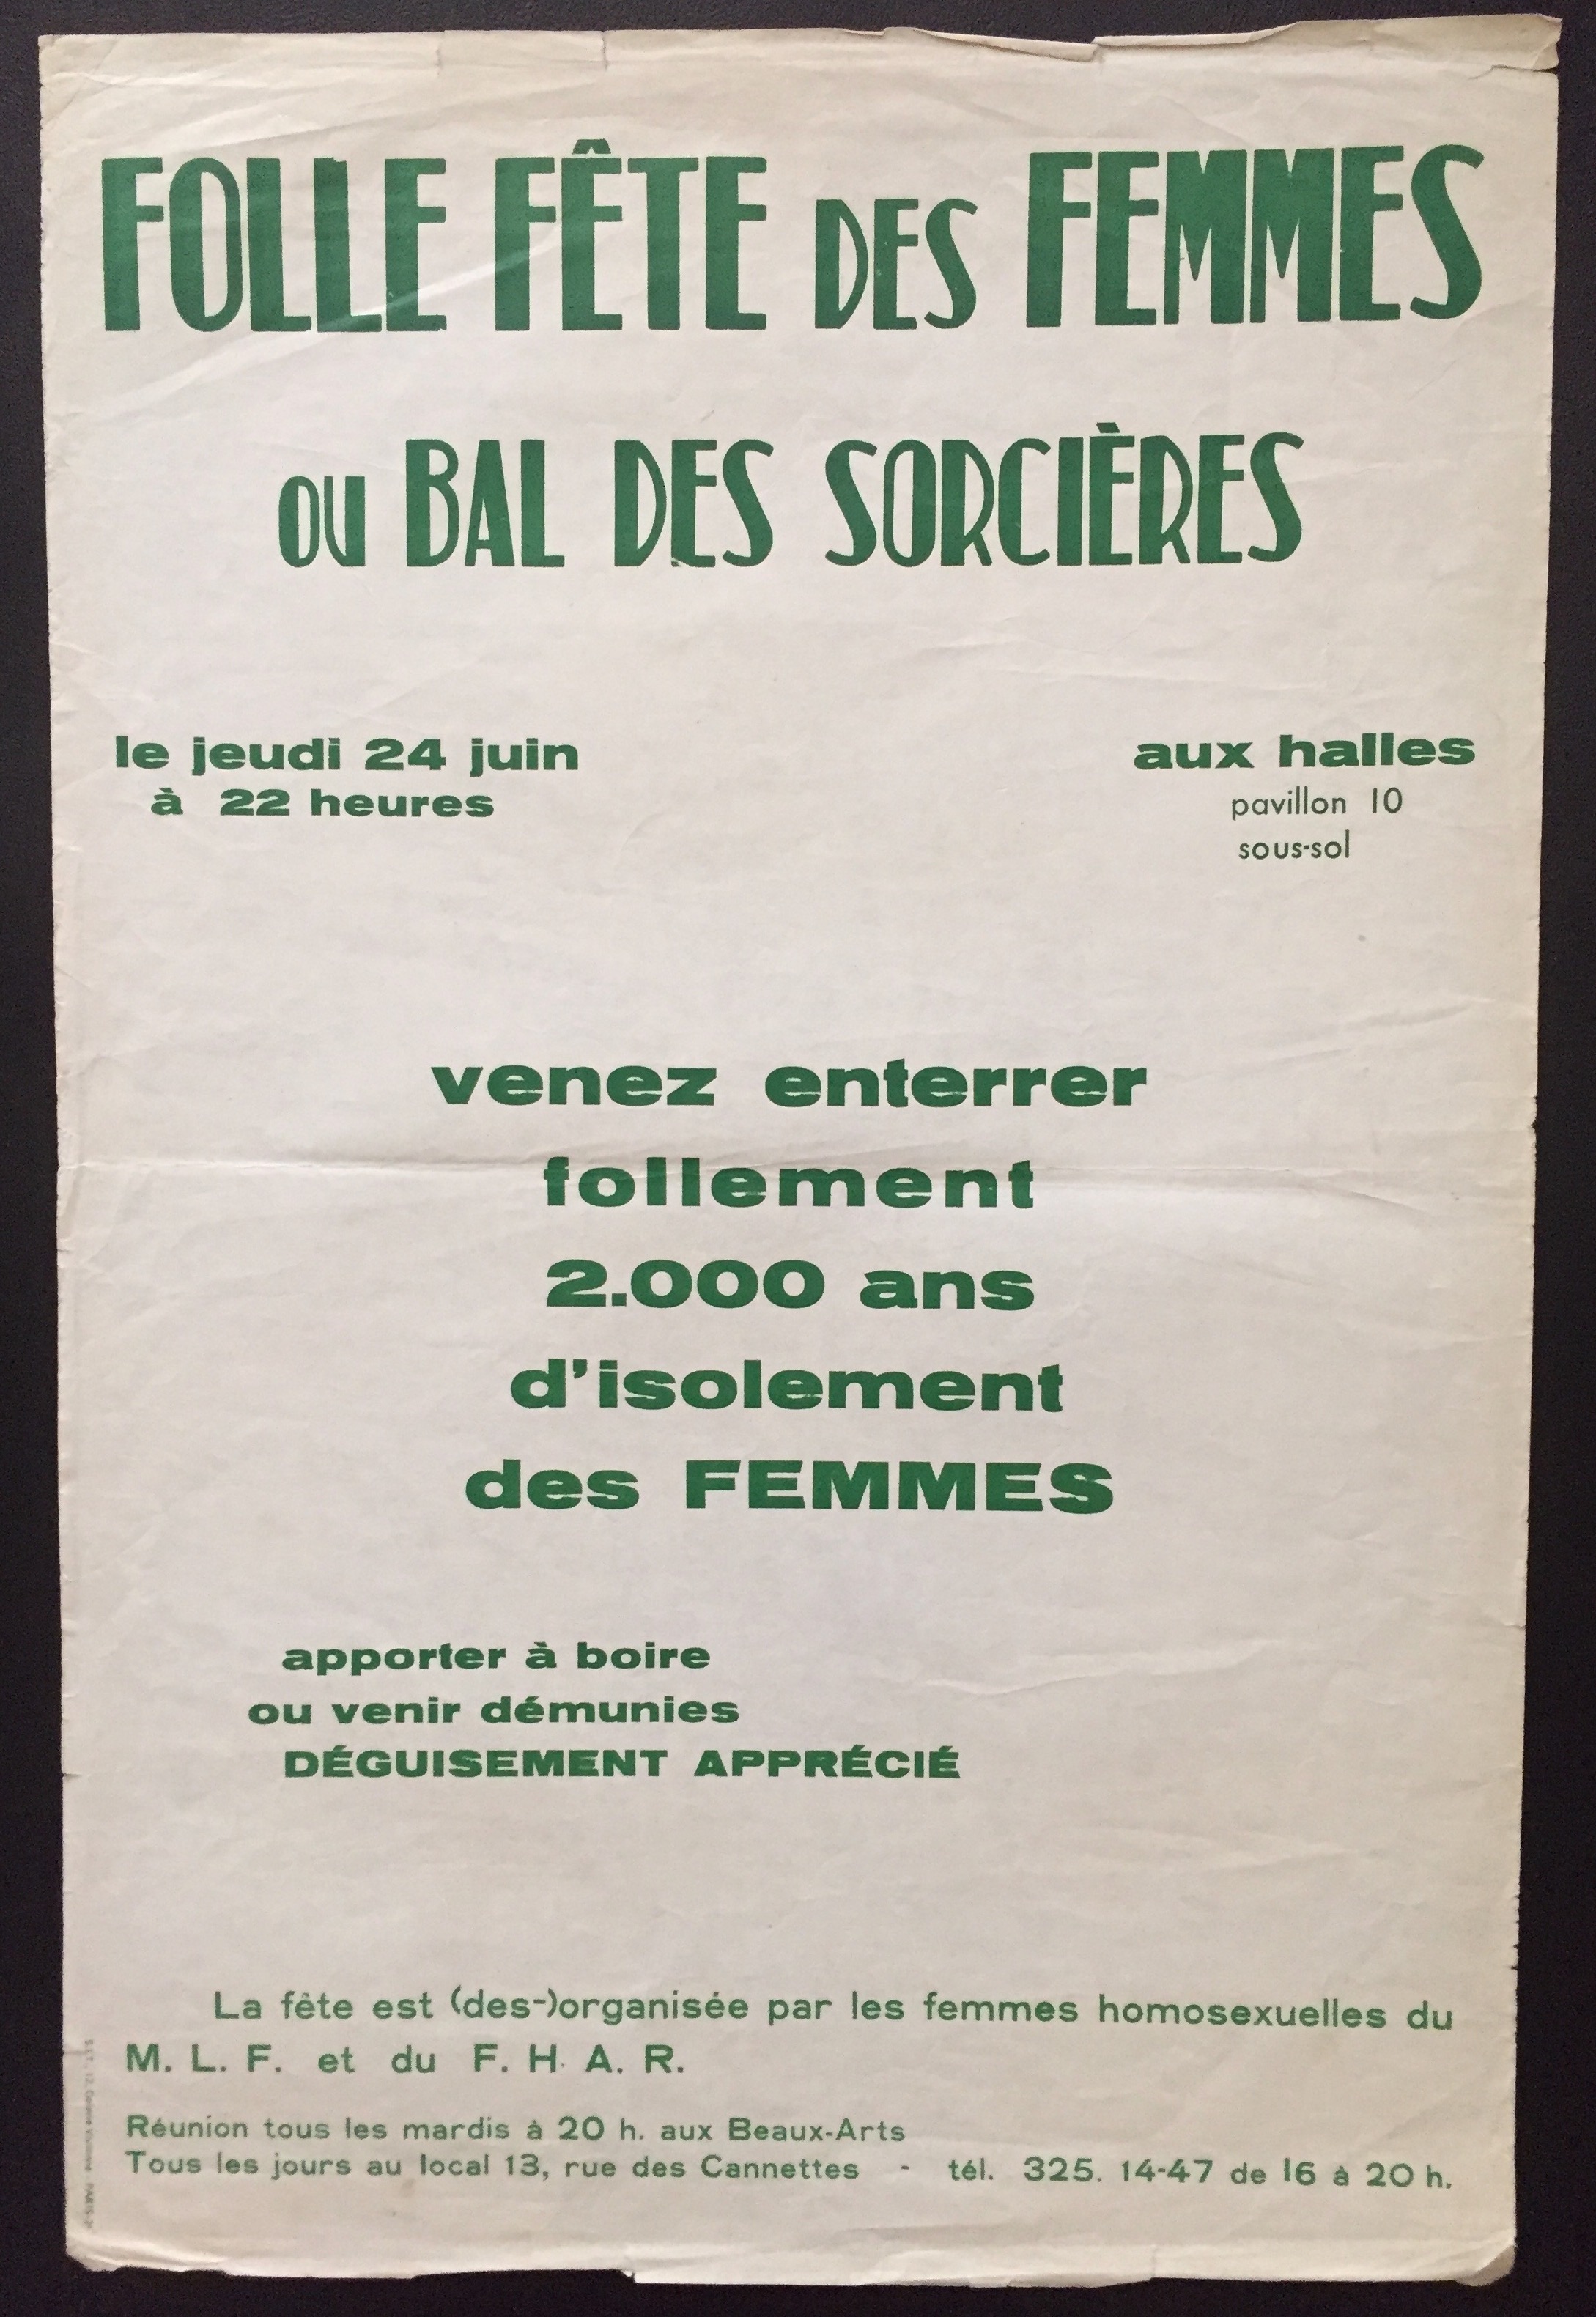 FOLLE FÊTE DES FEMMES
OU BAL DES SORCIÈRES
le jeudi 24 juin
à 22 heures
aux halles
pavillon 10
sous-sol
venez enterrer
follement
2.000 ans
d'isolement
des FEMMES
apporter à boire
ou venir démunies
DÉGUISEMENT APPRÉCIÉ
La fête est (des-)organisée par les femmes homosexuelles du
M. L. F. et du F. H. A. R.
Réunion tous les mardis à 20 h. aux Beaux-Arts
Tous les jours au local 13, rue des Cannettes - tél. 325. 14-47 de 16 à 20 h.